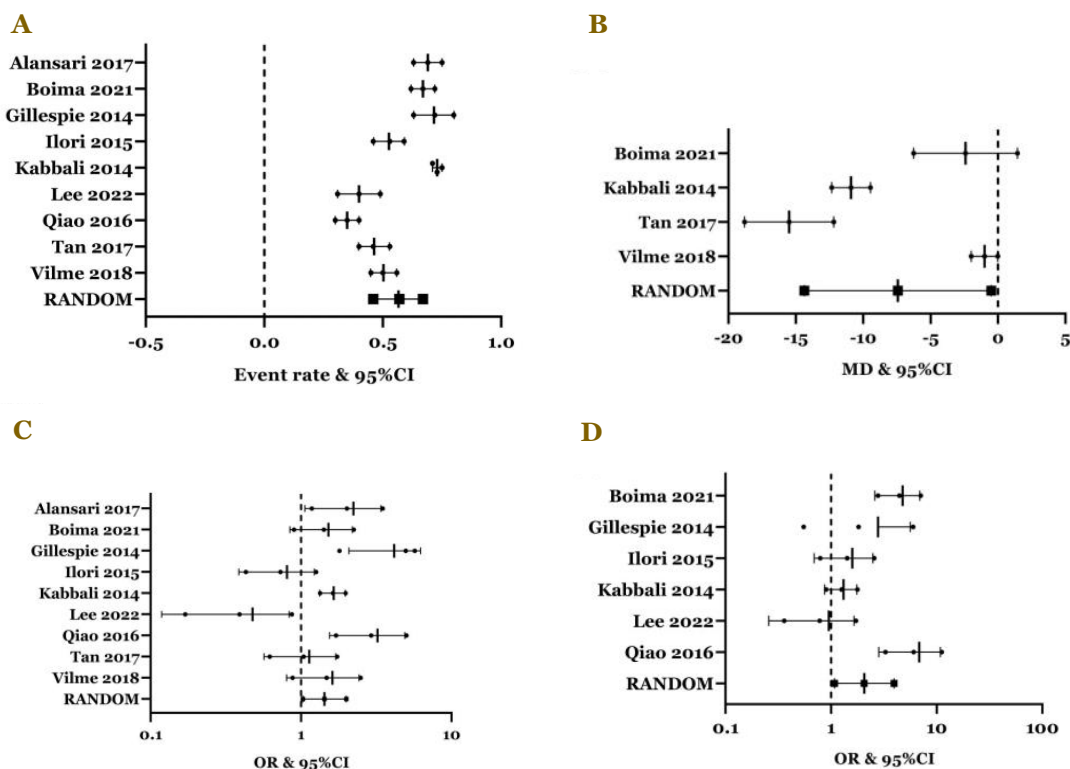 A
Alansari 2017
Boima 2021
Gillespie 2014
Ilori 2015
Kabbali 2014
Lee 2022
Qiao 2016
Tan 2017
Vilme 2018
RANDOM
-0.5 0.0 0.5 1.0
Event rate & 95%CI
B
Boima 2021
Kabbali 2014
Tan 2017
Vilme 2018
RANDOM
-20 -15 -10 -5 0 5
MD & 95%CI
C
Alansari 2017
Boima 2021
Gillespie 2014
Ilori 2015
Kabbali 2014
Lee 2022
Qiao 2016
Tan 2017
Vilme 2018
RANDOM
0.1 1 10
OR & 95%CI
D
Boima 2021
Gillespie 2014
Ilori 2015
Kabbali 2014
Lee 2022
Qiao 2016
RANDOM
0.1 1 10 100
OR & 95%CI